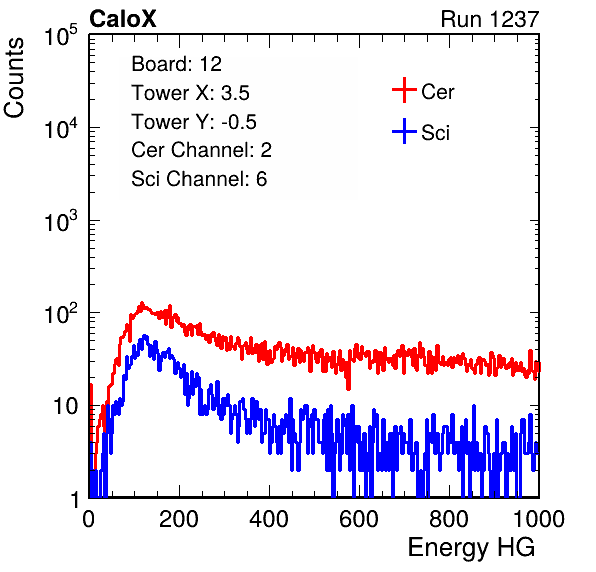 CaloX Run 1237
Counts
Board: 12
Tower X: 3.5
Tower Y: -0.5
Cer Channel: 2
Sci Channel: 6
Cer
Sci
10^5
10^4
10^3
10^2
10
1
0 200 400 600 800 1000
Energy HG